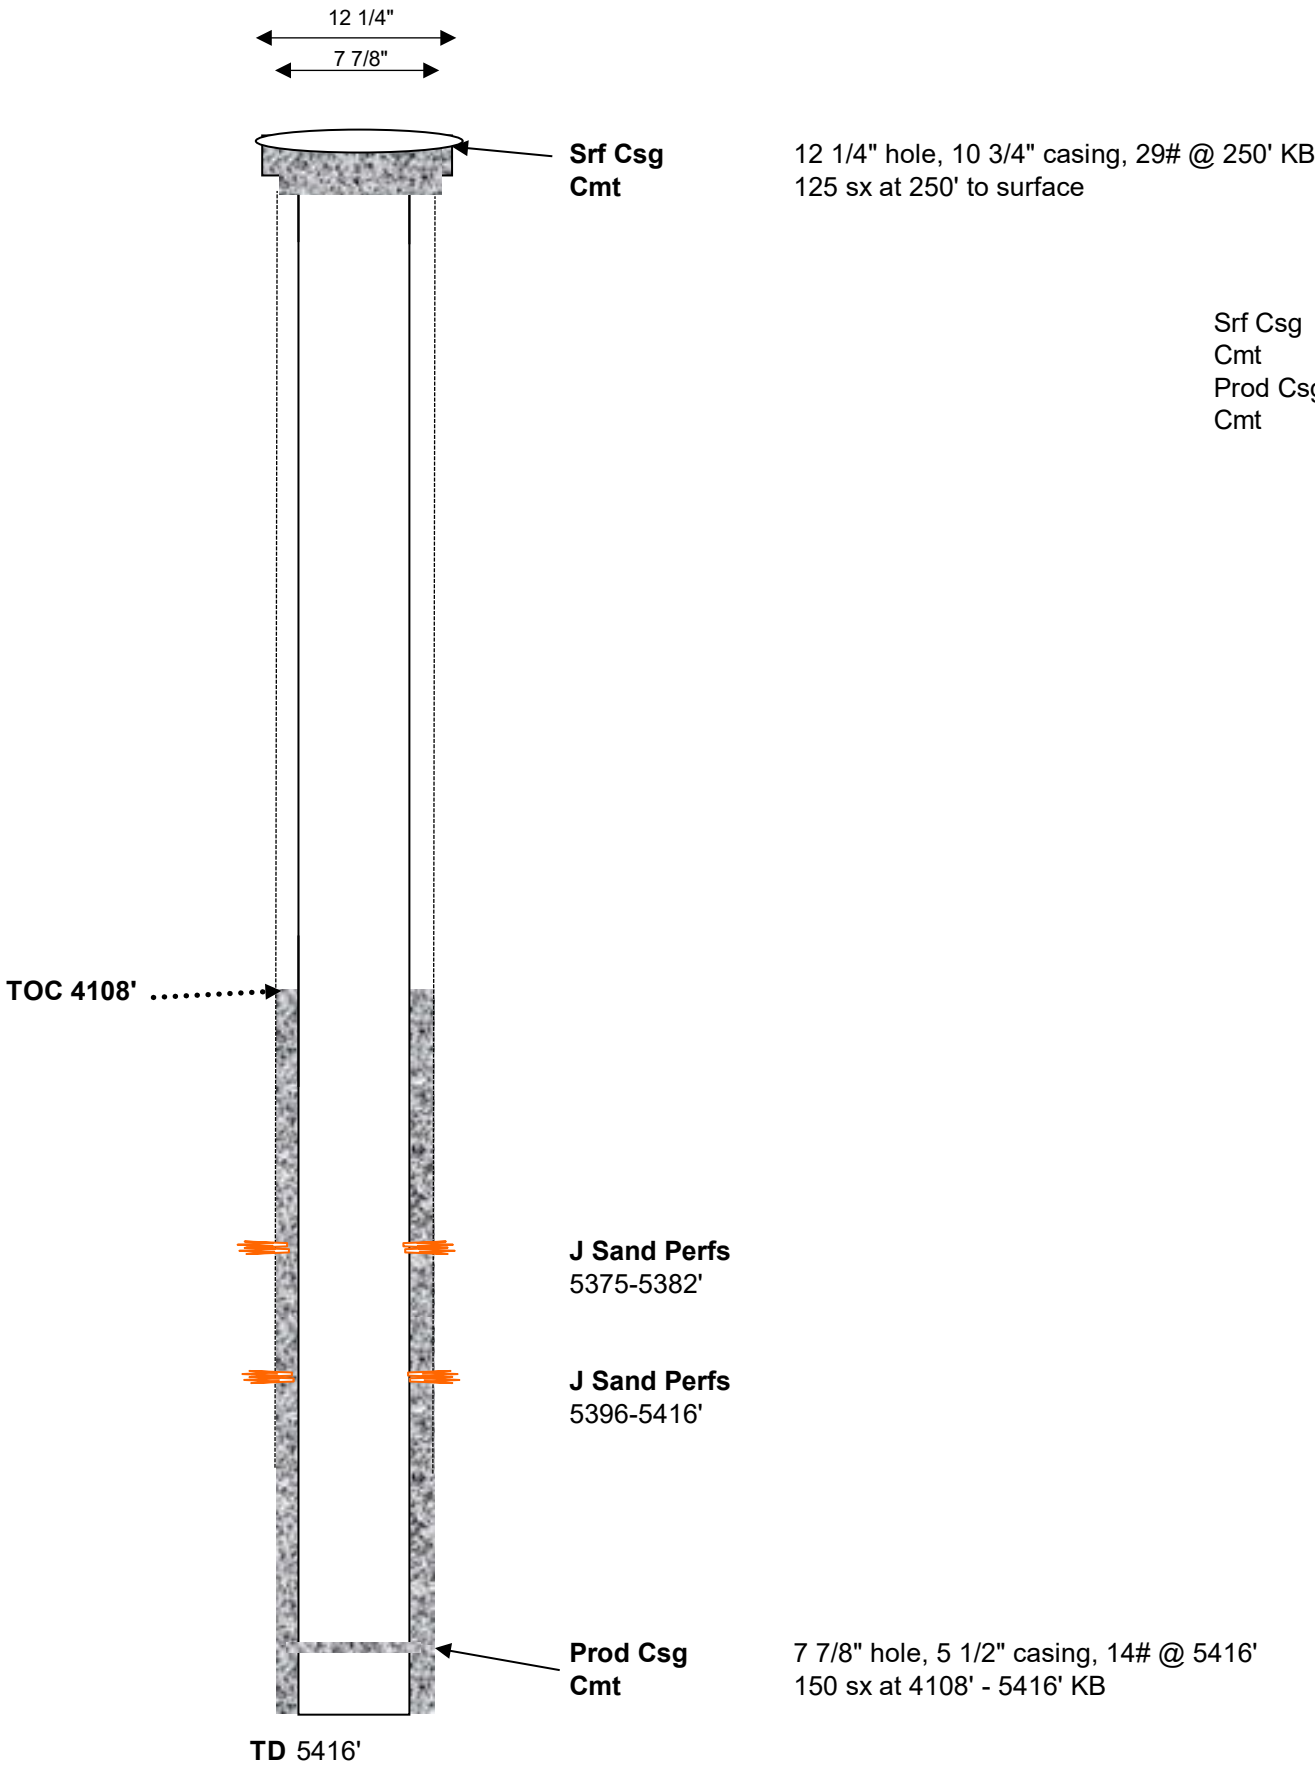 12 1/4"
7 7/8"
Srf Csg 12 1/4" hole, 10 3/4" casing, 29# @ 250' KB
Cmt 125 sx at 250' to surface
Srf Csg
Cmt
Prod Csg
Cmt
TOC 4108'
J Sand Perfs
5375-5382'
J Sand Perfs
5396-5416'
Prod Csg 7 7/8" hole, 5 1/2" casing, 14# @ 5416'
Cmt 150 sx at 4108' - 5416' KB
TD 5416'